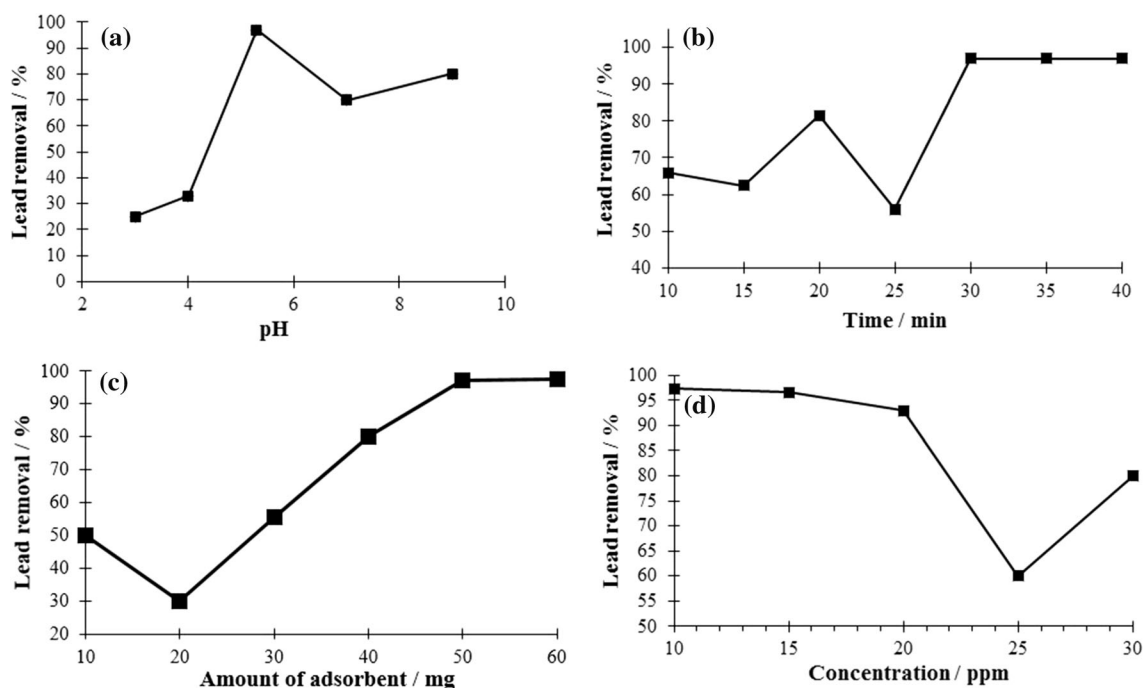 (a)
Lead removal / %
100
90
80
70
60
50
40
30
20
10
0
2 4 6 8 10
pH
(b)
Lead removal / %
100
90
80
70
60
50
40
10 15 20 25 30 35 40
Time / min
(c)
Lead removal / %
100
90
80
70
60
50
40
30
20
10 20 30 40 50 60
Amount of adsorbent / mg
(d)
Lead removal / %
100
95
90
85
80
75
70
65
60
55
50
10 15 20 25 30
Concentration / ppm